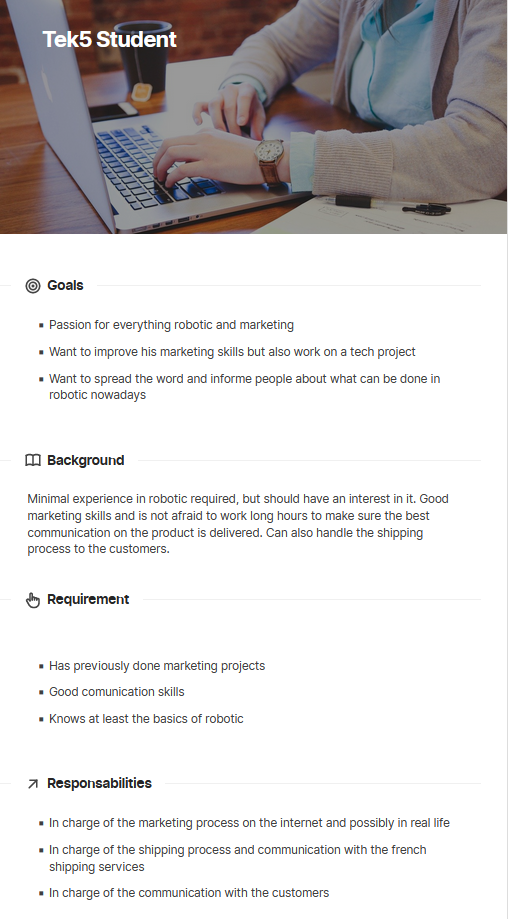 Tek5 Student
Goals
Passion for everything robotic and marketing
Want to improve his marketing skills but also work on a tech project
Want to spread the word and informe people about what can be done in
robotic nowadays
Background
Minimal experience in robotic required, but should have an interest in it. Good
marketing skills and is not afraid to work long hours to make sure the best
communication on the product is delivered. Can also handle the shipping
process to the customers.
Requirement
Has previously done marketing projects
Good comunication skills
Knows at least the basics of robotic
Responsabilities
In charge of the marketing process on the internet and possibly in real life
In charge of the shipping process and communication with the french
shipping services
In charge of the communication with the customers